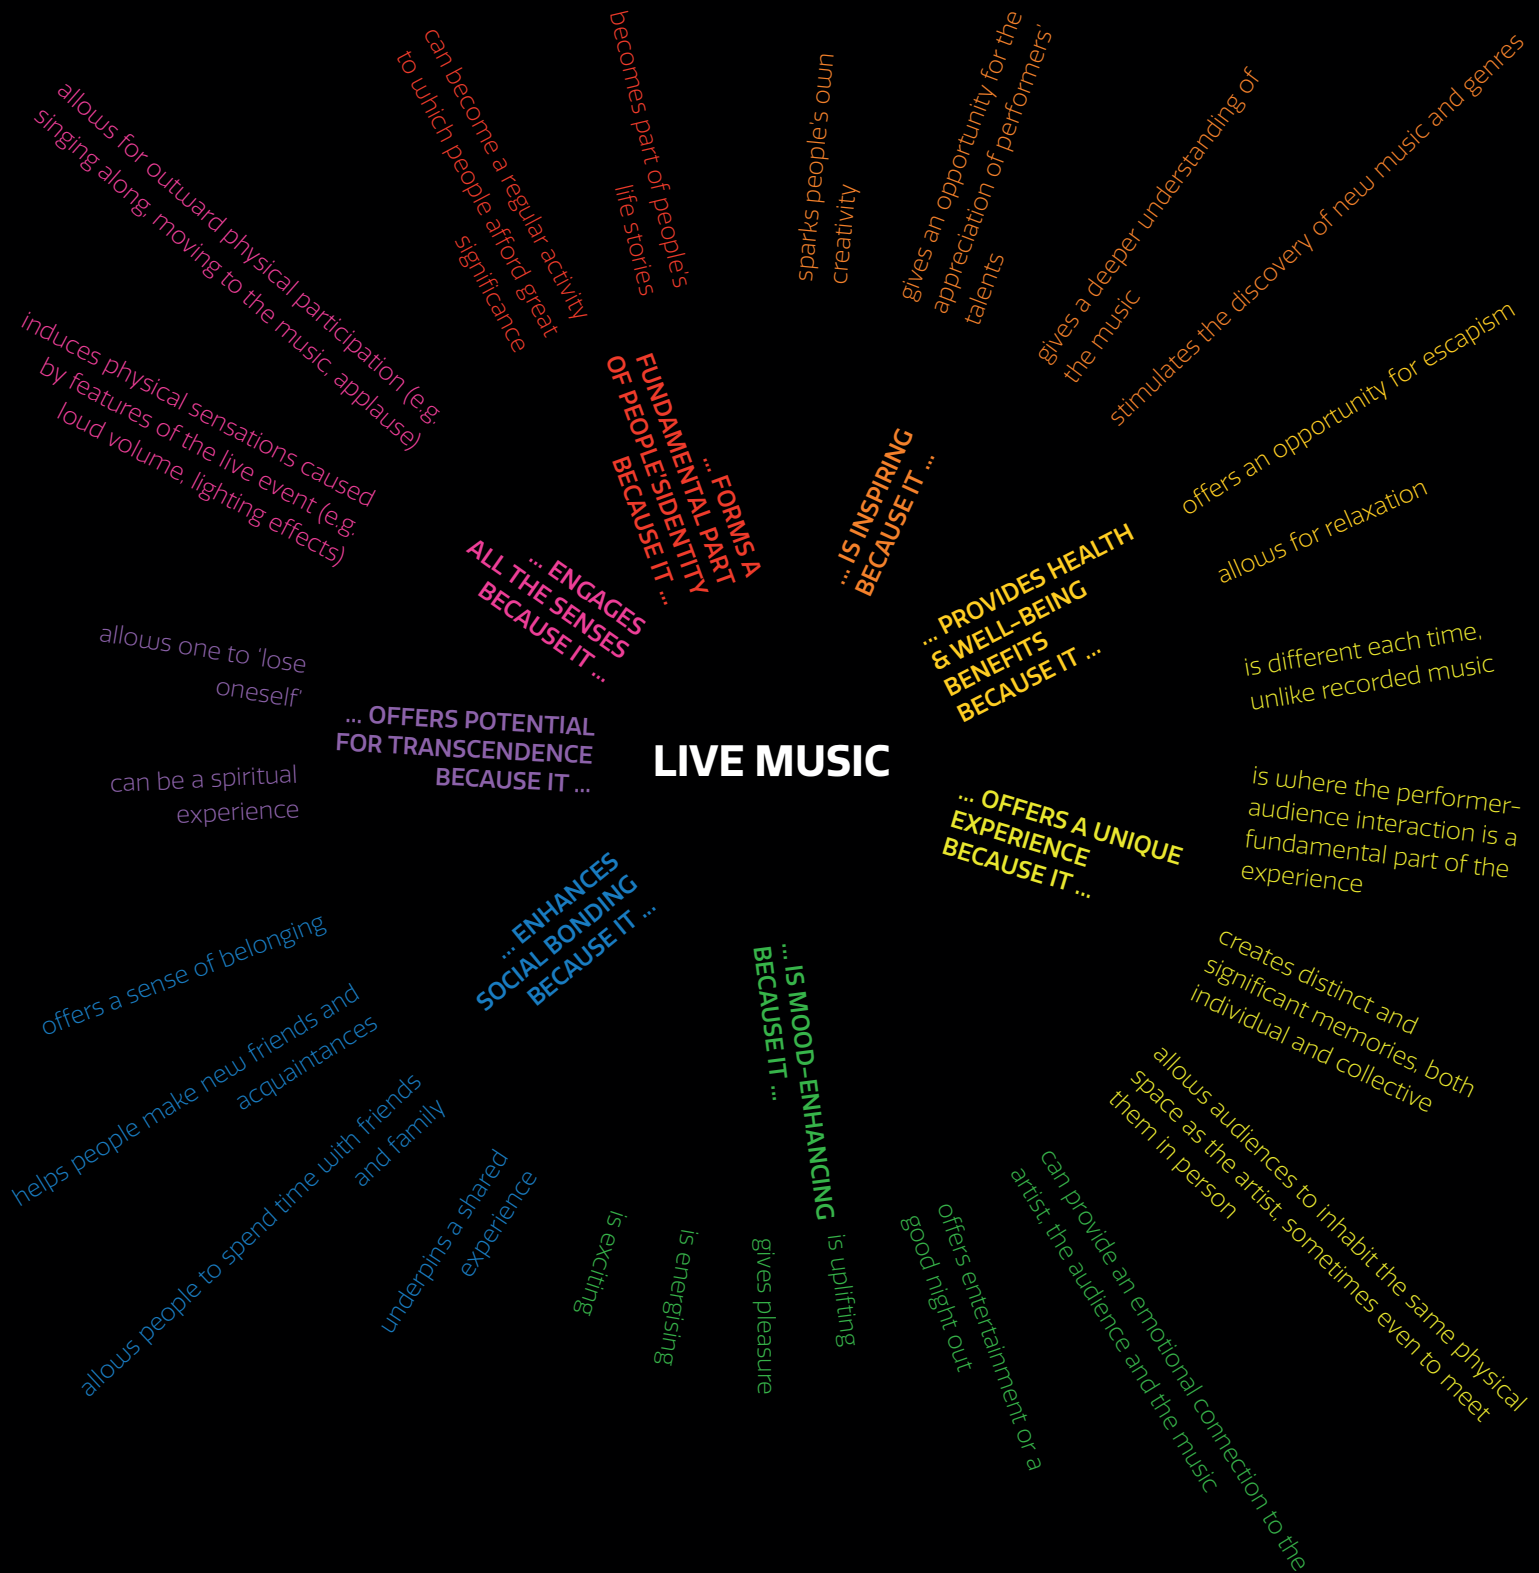 LIVE MUSIC
... FORMS A
FUNDAMENTAL PART
OF PEOPLE'SIDENTITY
BECAUSE IT ...
can become a regular activity
to which people afford great
significance
becomes part of people's
life stories
... IS INSPIRING
BECAUSE IT ...
sparks people's own
creativity
gives an opportunity for the
appreciation of performers'
talents
gives a deeper understanding of
the music
stimulates the discovery of new music and genres
... PROVIDES HEALTH
& WELL-BEING
BENEFITS
BECAUSE IT ...
offers an opportunity for escapism
allows for relaxation
... OFFERS A UNIQUE
EXPERIENCE
BECAUSE IT ...
is different each time,
unlike recorded music
is where the performer-
audience interaction is a
fundamental part of the
experience
creates distinct and
significant memories, both
individual and collective
allows audiences to inhabit the same physical
space as the artist, sometimes even to meet
them in person
... IS MOOD-ENHANCING
BECAUSE IT ...
can provide an emotional connection to the
artist, the audience and the music
offers entertainment or a
good night out
is uplifting
gives pleasure
is energising
is exciting
... ENHANCES
SOCIAL BONDING
BECAUSE IT ...
underpins a shared
experience
allows people to spend time with friends
and family
helps people make new friends and
acquaintances
offers a sense of belonging
... OFFERS POTENTIAL
FOR TRANSCENDENCE
BECAUSE IT ...
can be a spiritual
experience
allows one to 'lose
oneself'
... ENGAGES
ALL THE SENSES
BECAUSE IT ...
induces physical sensations caused
by features of the live event (e.g.
loud volume, lighting effects)
allows for outward physical participation (e.g.
singing along, moving to the music, applause)